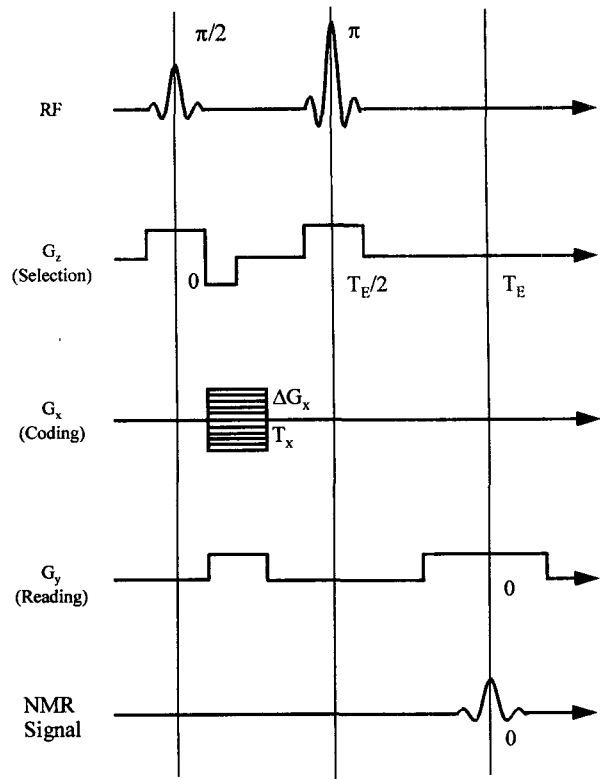 π/2
π
RF
G_z
(Selection)
0
T_E/2
T_E
G_x
(Coding)
ΔG_x
T_x
G_y
(Reading)
0
NMR
Signal
0